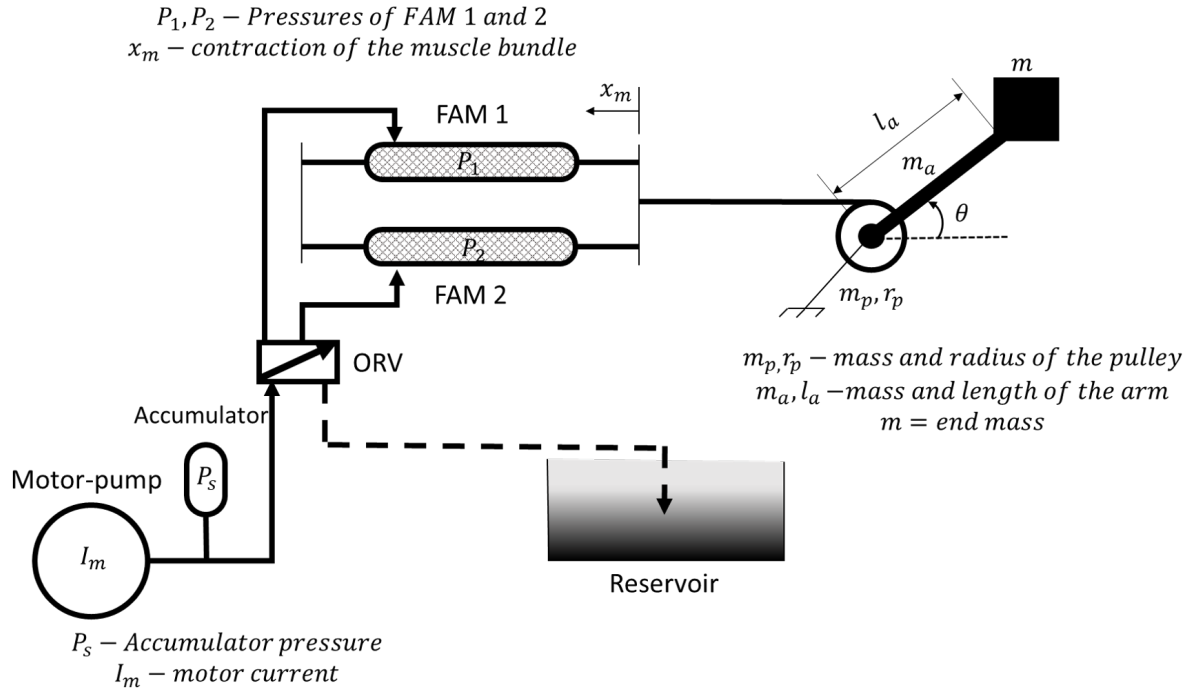 P₁, P₂ − Pressures of FAM 1 and 2
xₘ − contraction of the muscle bundle
FAM 1
P₁
xₘ
m
lₐ
mₐ
θ
P₂
FAM 2
mₚ, rₚ
ORV
mₚ,rₚ − mass and radius of the pulley
mₐ, lₐ −mass and length of the arm
m = end mass
Accumulator
Motor-pump
Pₛ
Iₘ
Reservoir
Pₛ − Accumulator pressure
Iₘ − motor current